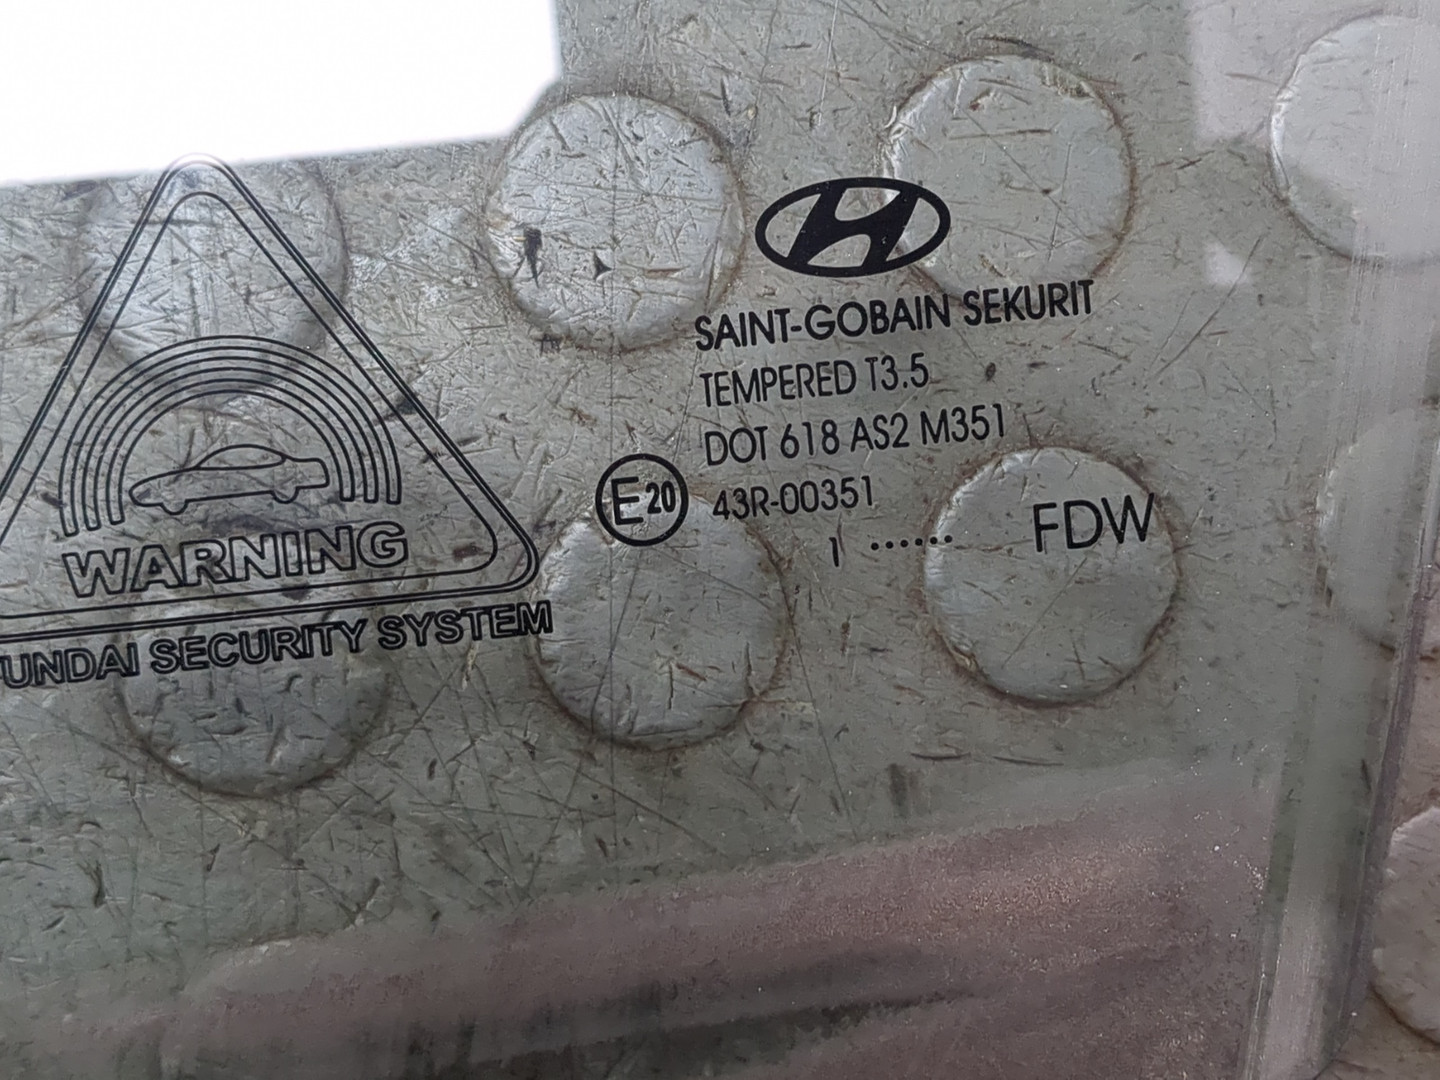 WARNING
UNDAI SECURITY SYSTEM
SAINT-GOBAIN SEKURIT
TEMPERED T3.5
DOT 618 AS2 M351
E20 43R-00351
1 ...... FDW